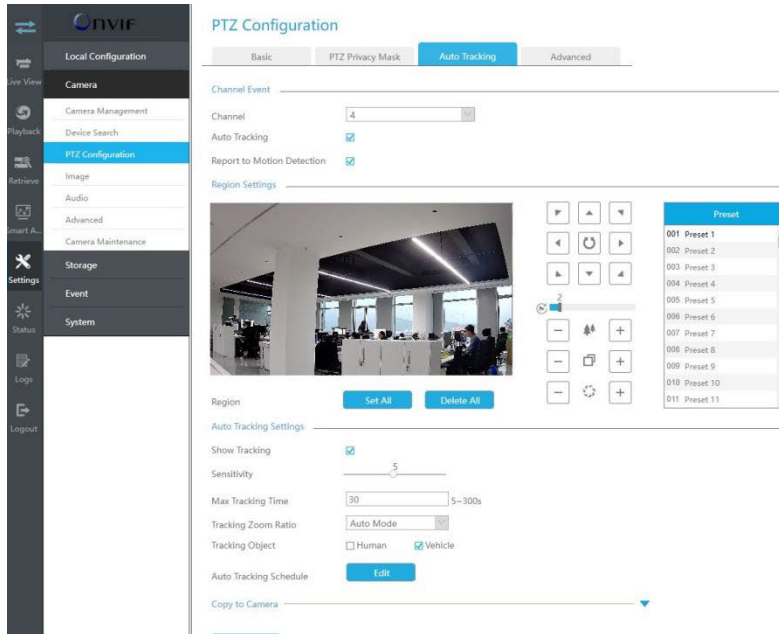 ONVIF
PTZ Configuration
Live View
Playback
Retrieve
Smart A...
Settings
Status
Logs
Logout
Local Configuration
Camera
Camera Management
Device Search
PTZ Configuration
Image
Audio
Advanced
Camera Maintenance
Storage
Event
System
Basic
PTZ Privacy Mask
Auto Tracking
Advanced
Channel Event
Channel 4
Auto Tracking
Report to Motion Detection
Region Settings
2
Preset
001 Preset 1
002 Preset 2
003 Preset 3
004 Preset 4
005 Preset 5
006 Preset 6
007 Preset 7
008 Preset 8
009 Preset 9
010 Preset 10
011 Preset 11
Region Set All Delete All
Auto Tracking Settings
Show Tracking
Sensitivity 5
Max Tracking Time 30 5~300s
Tracking Zoom Ratio Auto Mode
Tracking Object Human Vehicle
Auto Tracking Schedule Edit
Copy to Camera